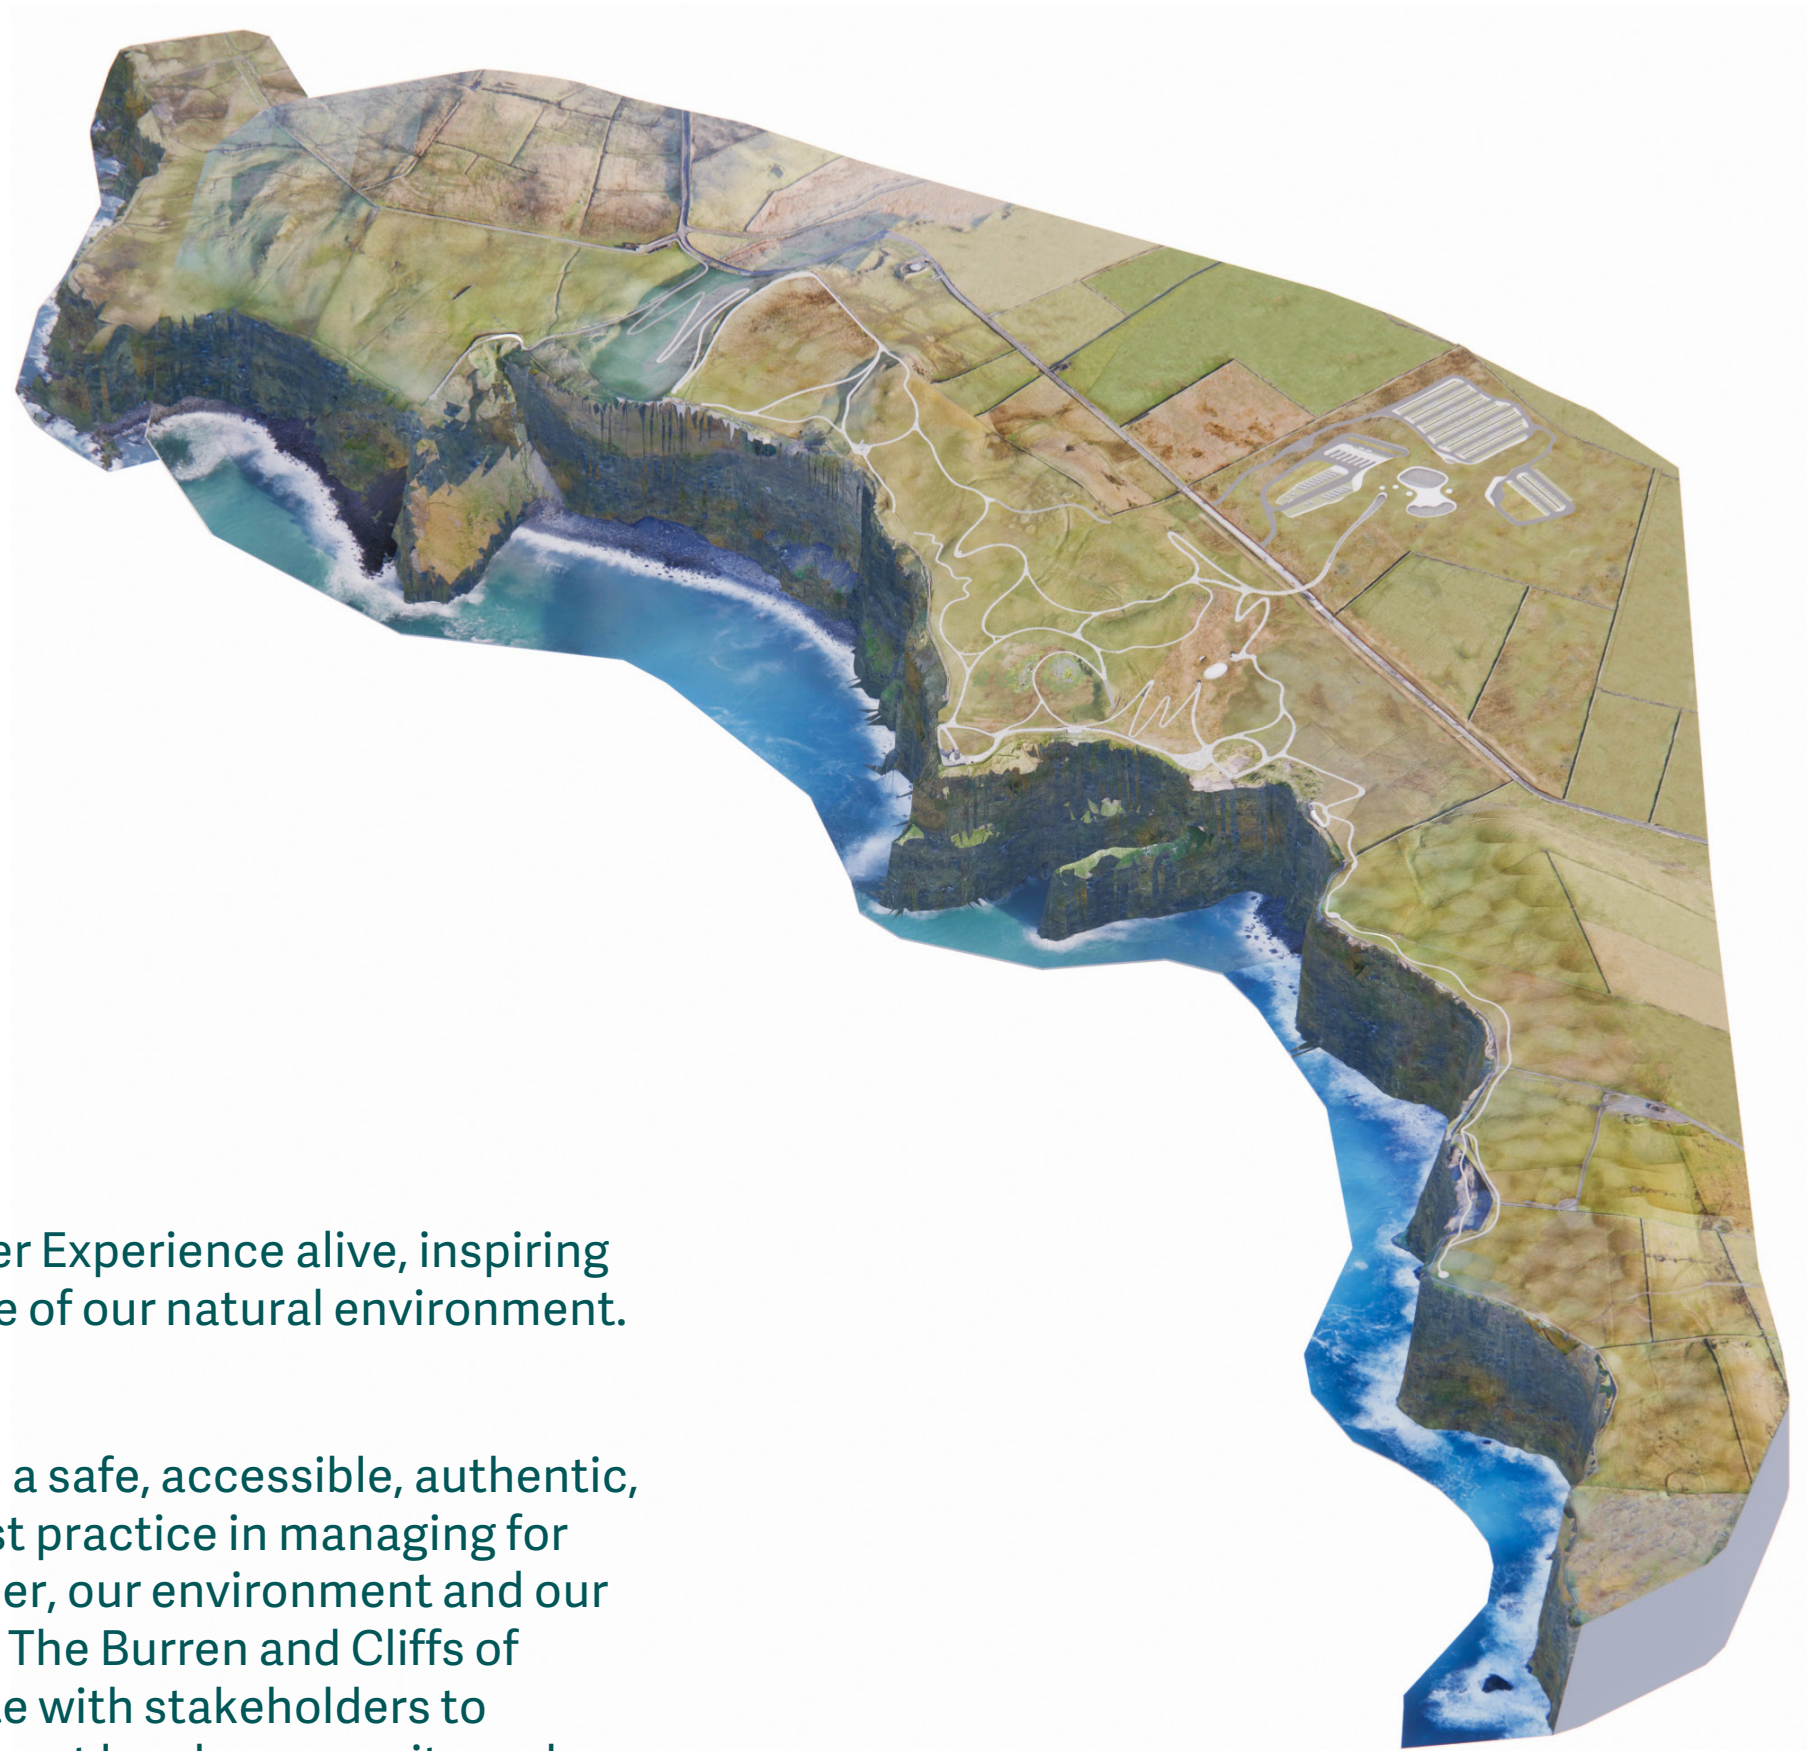 er Experience alive, inspiring
e of our natural environment.
a safe, accessible, authentic,
st practice in managing for
er, our environment and our
The Burren and Cliffs of
e with stakeholders to